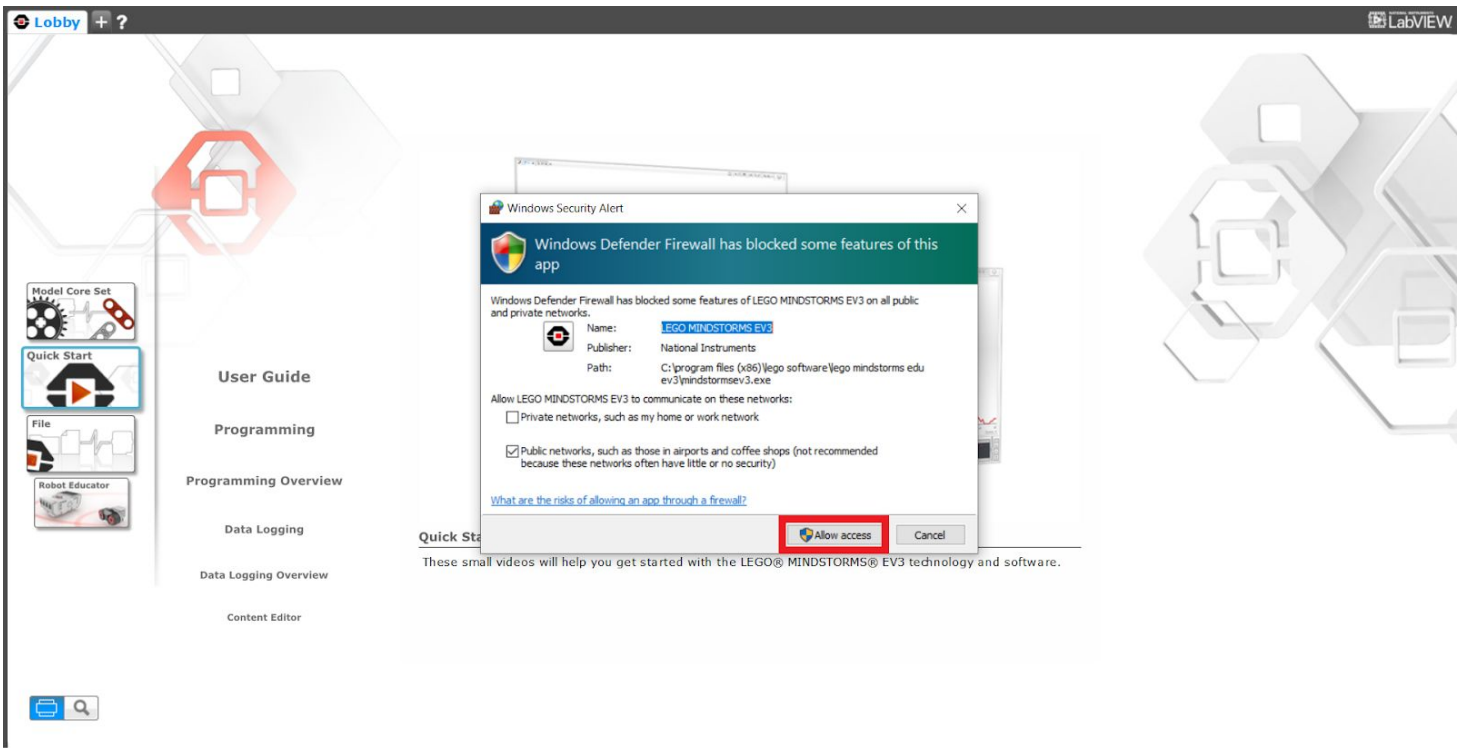 Lobby + ?
NATIONAL INSTRUMENTS
LabVIEW
Model Core Set
Quick Start
File
Robot Educator
User Guide
Programming
Programming Overview
Data Logging
Data Logging Overview
Content Editor
Windows Security Alert
Windows Defender Firewall has blocked some features of this
app
Windows Defender Firewall has blocked some features of LEGO MINDSTORMS EV3 on all public
and private networks.
Name: LEGO MINDSTORMS EV3
Publisher: National Instruments
Path: C:\program files (x86)\lego software\lego mindstorms edu
ev3\mindstormsev3.exe
Allow LEGO MINDSTORMS EV3 to communicate on these networks:
Private networks, such as my home or work network
Public networks, such as those in airports and coffee shops (not recommended
because these networks often have little or no security)
What are the risks of allowing an app through a firewall?
Allow access Cancel
Quick Sta
These small videos will help you get started with the LEGO® MINDSTORMS® EV3 technology and software.